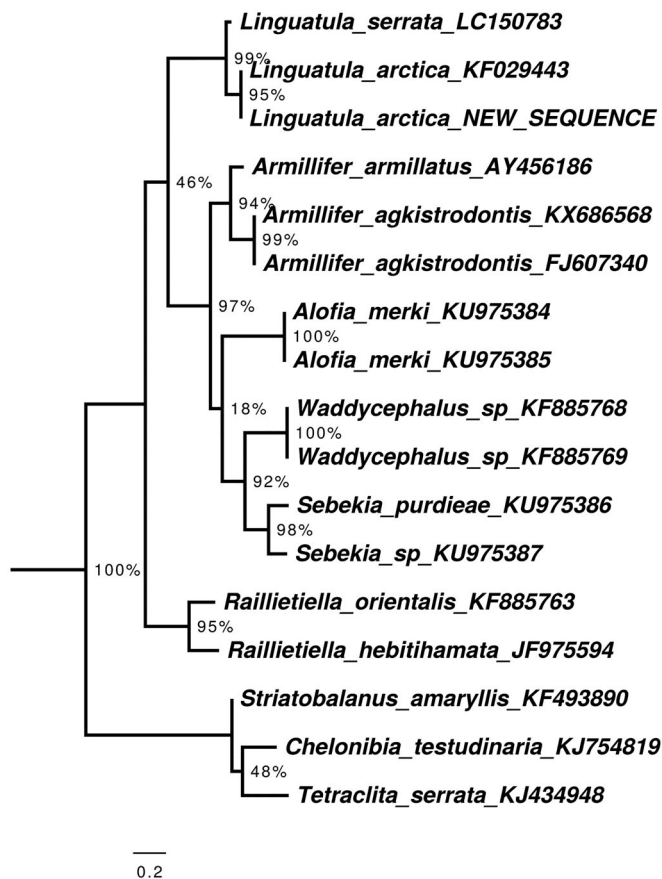 Linguatula_serrata_LC150783
99%
Linguatula_arctica_KF029443
95%
Linguatula_arctica_NEW_SEQUENCE
Armillifer_armillatus_AY456186
46%
94%
Armillifer_agkistrodontis_KX686568
99%
Armillifer_agkistrodontis_FJ607340
97%
Alofia_merki_KU975384
100%
Alofia_merki_KU975385
18%
Waddycephalus_sp_KF885768
100%
Waddycephalus_sp_KF885769
92%
Sebekia_purdieae_KU975386
98%
Sebekia_sp_KU975387
100%
Raillietiella_orientalis_KF885763
95%
Raillietiella_hebitihamata_JF975594
Striatobalanus_amaryllis_KF493890
Chelonibia_testudinaria_KJ754819
48%
Tetraclita_serrata_KJ434948
0.2